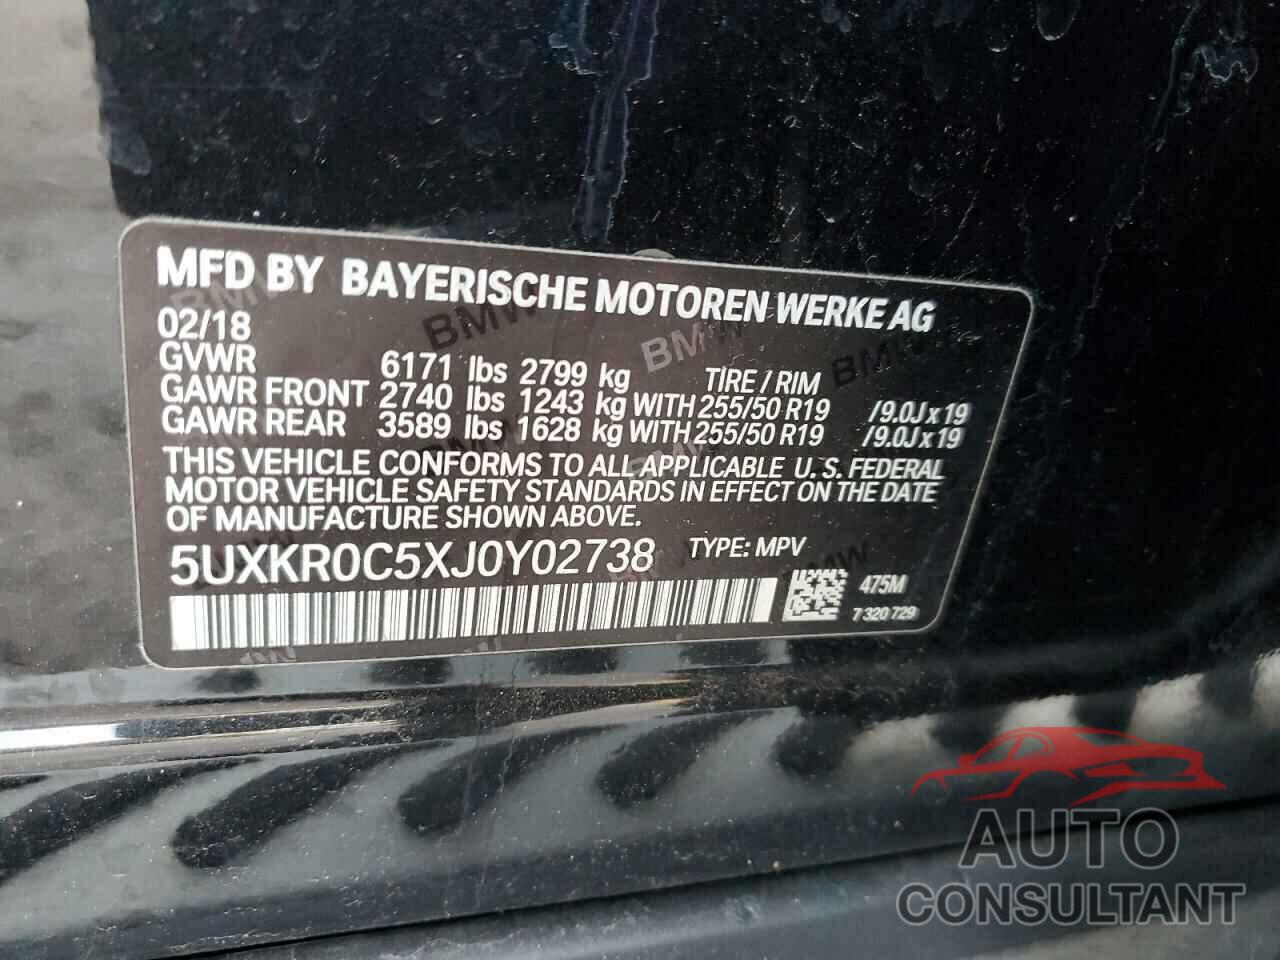 MFD BY BAYERISCHE MOTOREN WERKE AG
02/18
GVWR 6171 lbs 2799 kg TIRE / RIM
GAWR FRONT 2740 lbs 1243 kg WITH 255/50 R19 /9.0J x 19
GAWR REAR 3589 lbs 1628 kg WITH 255/50 R19 /9.0J x 19
THIS VEHICLE CONFORMS TO ALL APPLICABLE U. S. FEDERAL
MOTOR VEHICLE SAFETY STANDARDS IN EFFECT ON THE DATE
OF MANUFACTURE SHOWN ABOVE.
5UXKR0C5XJ0Y02738 TYPE: MPV
475M
7 320 729
AUTO
CONSULTANT